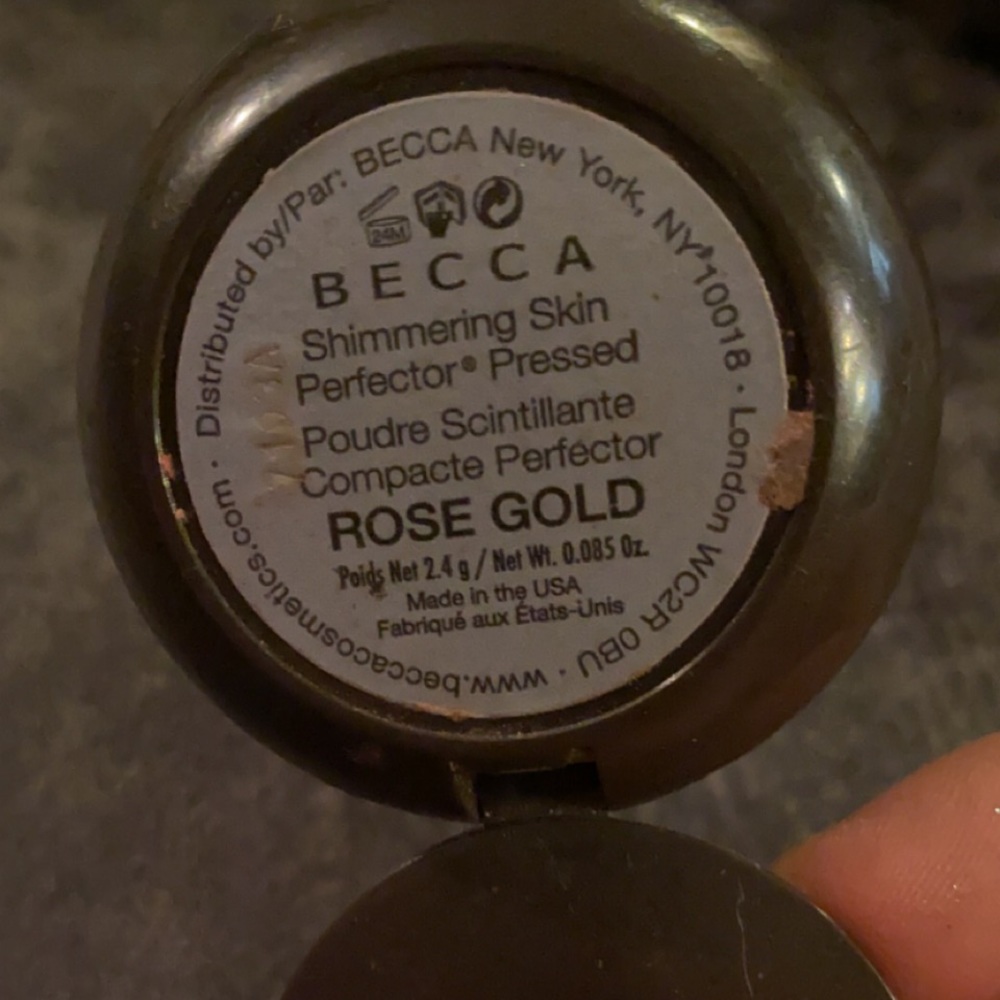 Distributed by/Par: BECCA New York, NY 10018 · London WC2R 0BU · www.beccacosmetics.com ·
24M
BECCA
Shimmering Skin
Perfector® Pressed
Poudre Scintillante
Compacte Perfector
ROSE GOLD
Poids Net 2.4 g / Net Wt. 0.085 Oz.
Made in the USA
Fabriqué aux États-Unis